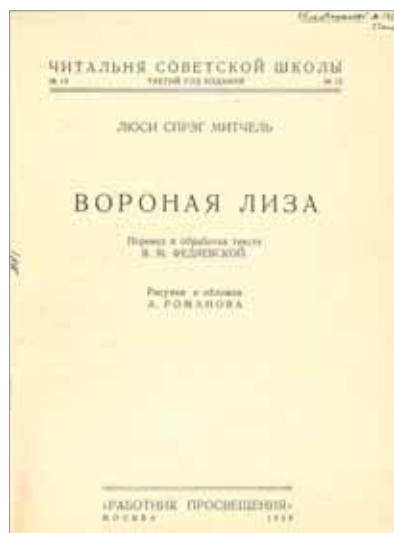 ЧИТАЛЬНЯ СОВЕТСКОЙ ШКОЛЫ
ТРЕТИЙ ГОД ИЗДАНИЯ
ЛЮСИ СПРЭГ МИТЧЕЛЬ
ВОРОНАЯ ЛИЗА
Перевод и обработка текста
В. М. ФЕДЯЕВСКОЙ
Рисунки и обложка
А. РОМАНОВА
«РАБОТНИК ПРОСВЕЩЕНИЯ»
МОСКВА